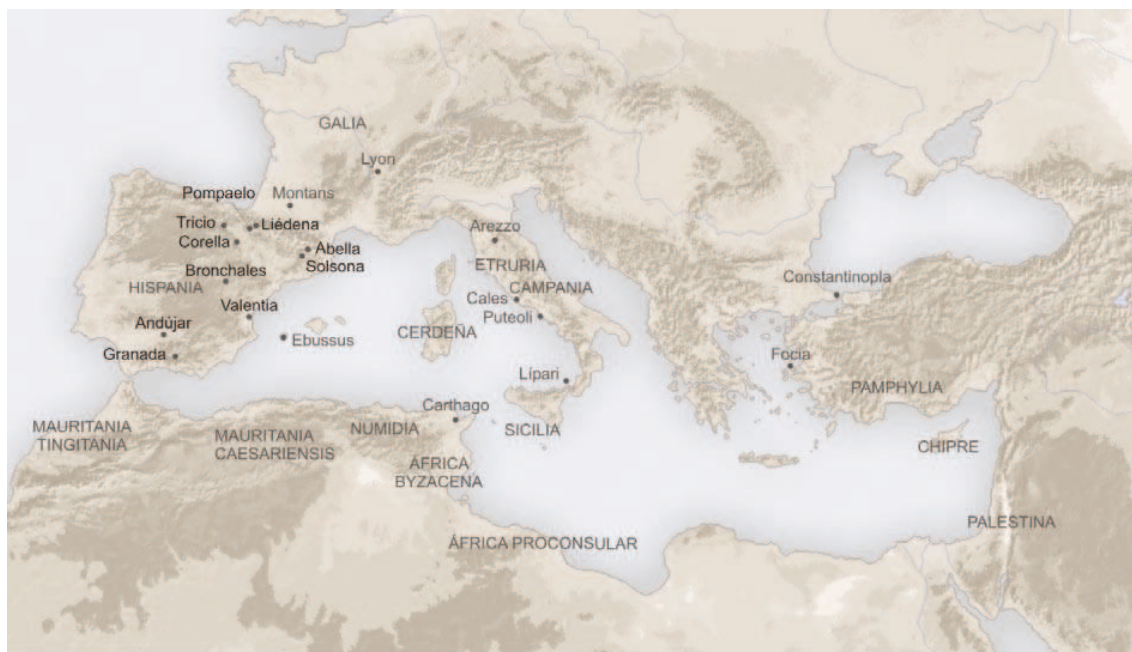 GALIA
Lyon
Pompaelo
Montans
Tricio
Liédena
Corella
Arezzo
Abella
Solsona
ETRURIA
Bronchales
HISPANIA
CAMPANIA
Constantinopla
Cales
Puteoli
Valentia
Andújar
CERDEÑA
Ebussus
Granada
Focia
Lípari
PAMPHYLIA
Carthago
MAURITANIA
TINGITANIA
MAURITANIA
CAESARIENSIS
NUMIDIA
SICILIA
CHIPRE
ÁFRICA
BYZACENA
PALESTINA
ÁFRICA PROCONSULAR